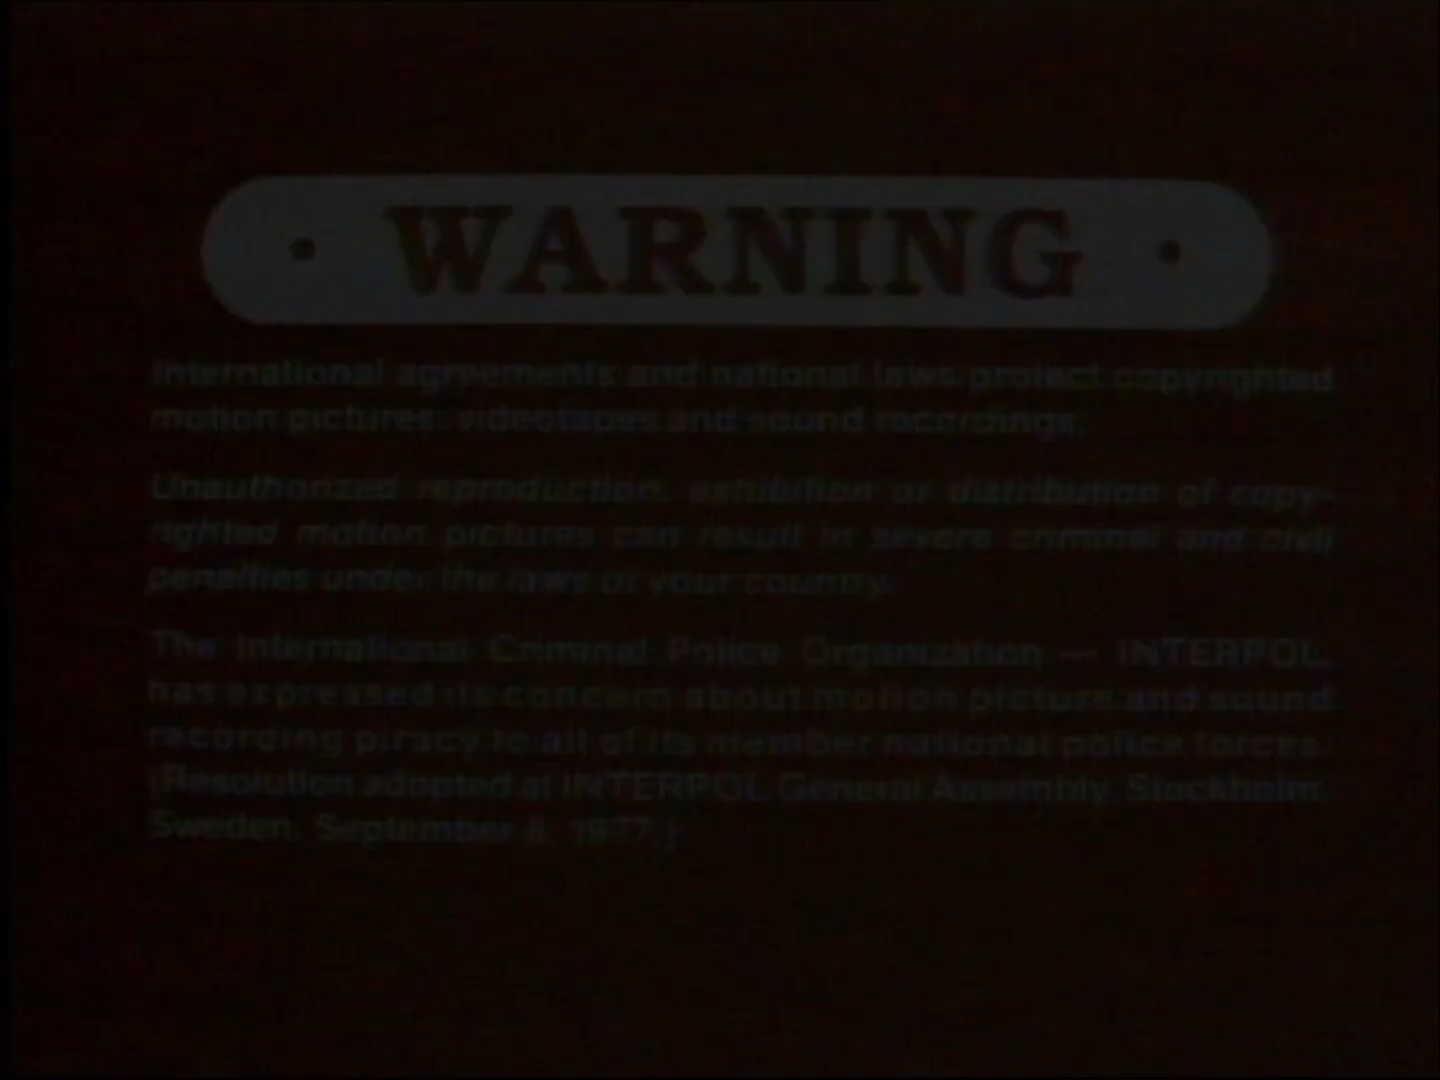 • WARNING •
International agreements and national laws protect copyrighted
motion pictures, videotapes and sound recordings.
Unauthorized reproduction, exhibition or distribution of copy-
righted motion pictures can result in severe criminal and civil
penalties under the laws of your country.
The International Criminal Police Organization — INTERPOL,
has expressed its concern about motion picture and sound
recording piracy to all of its member national police forces.
(Resolution adopted at INTERPOL General Assembly, Stockholm,
Sweden, September 8, 1977.)